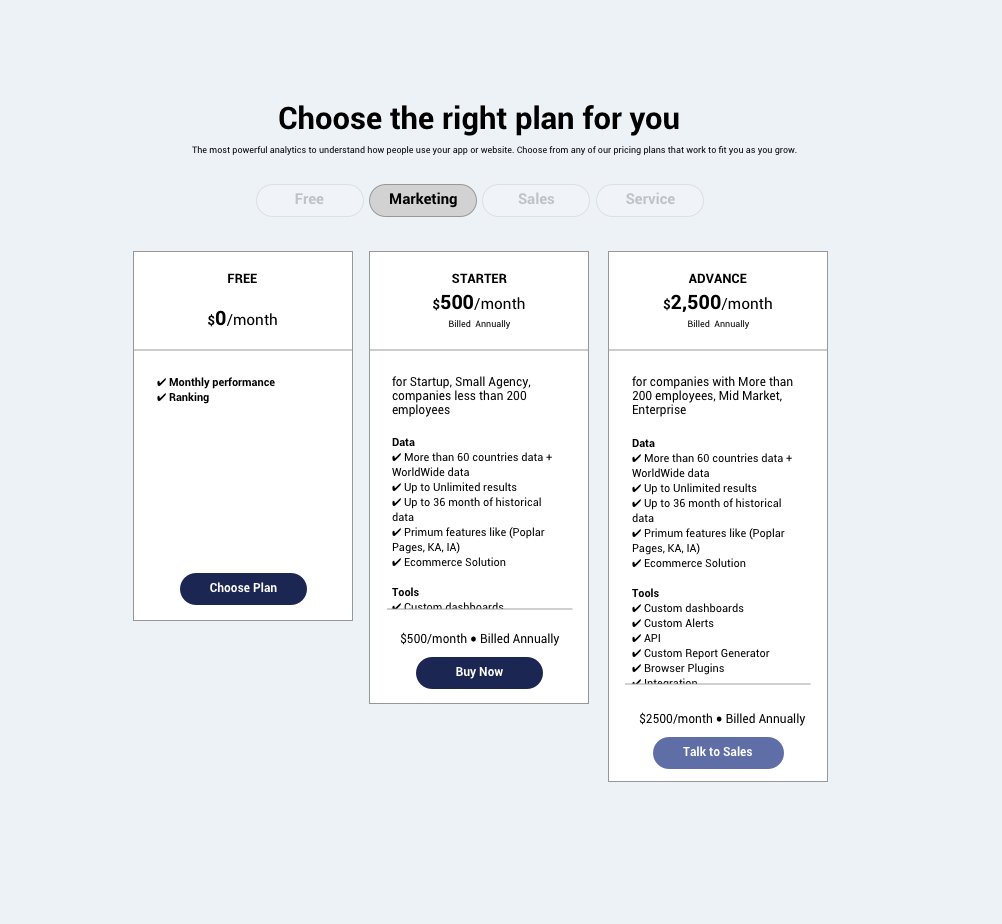 Choose the right plan for you
The most powerful analytics to understand how people use your app or website. Choose from any of our pricing plans that work to fit you as you grow.
Free
Marketing
Sales
Service
FREE
$0/month
✔ Monthly performance
✔ Ranking
Choose Plan
STARTER
$500/month
Billed Annually
for Startup, Small Agency,
companies less than 200
employees
Data
✔ More than 60 countries data +
WorldWide data
✔ Up to Unlimited results
✔ Up to 36 month of historical
data
✔ Primum features like (Poplar
Pages, KA, IA)
✔ Ecommerce Solution
Tools
✔ Custom dashboards
$500/month ● Billed Annually
Buy Now
ADVANCE
$2,500/month
Billed Annually
for companies with More than
200 employees, Mid Market,
Enterprise
Data
✔ More than 60 countries data +
WorldWide data
✔ Up to Unlimited results
✔ Up to 36 month of historical
data
✔ Primum features like (Poplar
Pages, KA, IA)
✔ Ecommerce Solution
Tools
✔ Custom dashboards
✔ Custom Alerts
✔ API
✔ Custom Report Generator
✔ Browser Plugins
✔ Integration
$2500/month ● Billed Annually
Talk to Sales